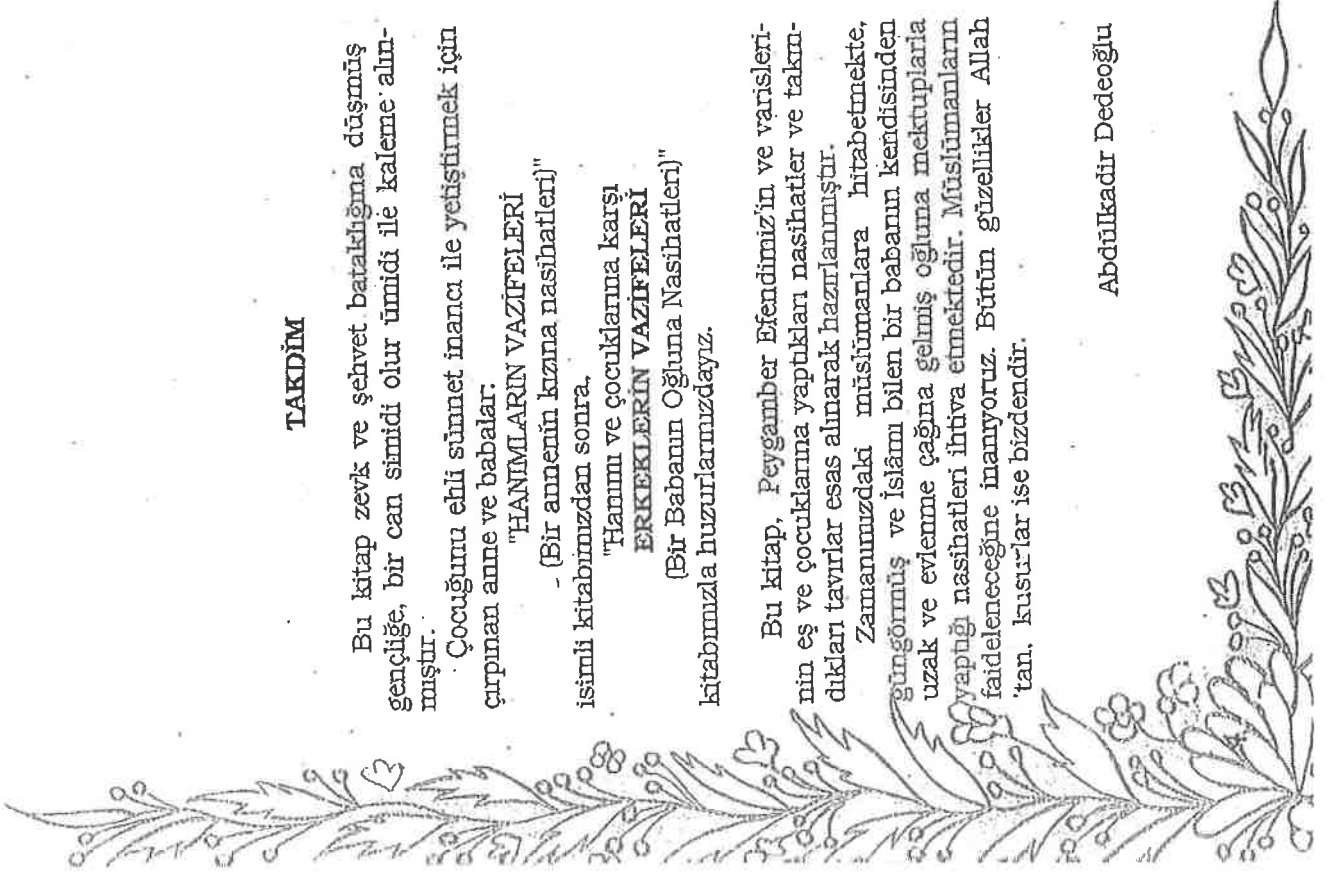 TAKDİM
Bu kitap zevk ve şehvet bataklığına düşmüş
gençliğe, bir can simidi olur ümidi ile kaleme alın-
mıştır.
Çocuğunu ehli sünnet inancı ile yetiştirmek için
çırpınan anne ve babalar:
"HANIMLARIN VAZİFELERİ
- (Bir annenin kızına nasihatleri)"
isimli kitabımızdan sonra,
"Hanımı ve çocuklarına karşı
ERKEKLERİN VAZİFELERİ
(Bir Babanın Oğluna Nasihatleri)"
kitabımızla huzurlarınızdayız.
Bu kitap, Peygamber Efendimiz'in ve varisleri-
nin eş ve çocuklarına yaptıkları nasihatler ve takın-
dıkları tavırlar esas alınarak hazırlanmıştır.
Zamanımızdaki müslümanlara hitabetmekte,
güngörmüş ve İslâmı bilen bir babanın kendisinden
uzak ve evlenme çağına gelmiş oğluna mektuplarla
yaptığı nasihatleri ihtiva etmektedir. Müslümanların
faideleneceğine inanıyoruz. Bütün güzellikler Allah
'tan, kusurlar ise bizdendir.
Abdülkadir Dedeoğlu